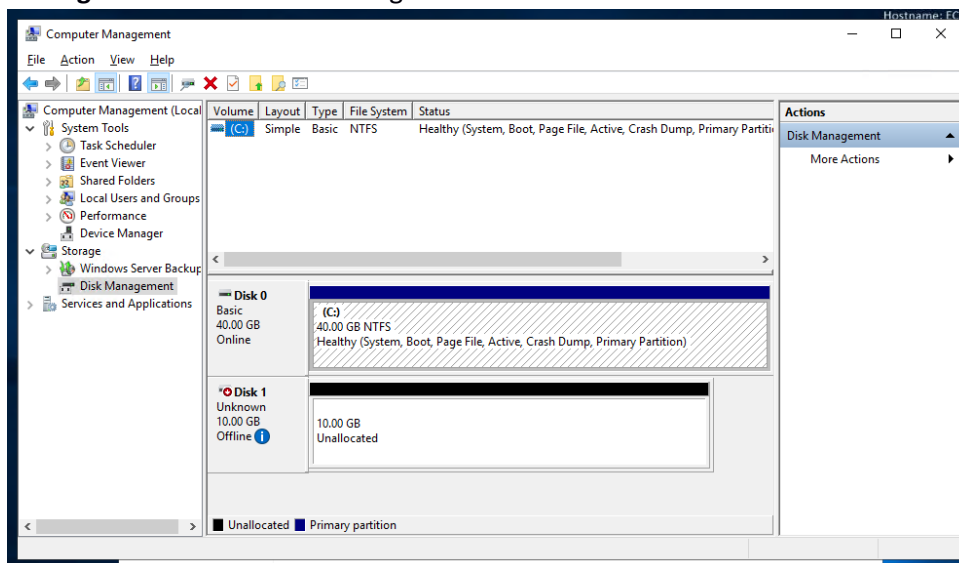 Hostname: EC
Computer Management
File Action View Help
Computer Management (Local
System Tools
Task Scheduler
Event Viewer
Shared Folders
Local Users and Groups
Performance
Device Manager
Storage
Windows Server Backup
Disk Management
Services and Applications
Volume Layout Type File System Status
(C:) Simple Basic NTFS Healthy (System, Boot, Page File, Active, Crash Dump, Primary Partiti
Disk 0
Basic
40.00 GB
Online
(C:)
40.00 GB NTFS
Healthy (System, Boot, Page File, Active, Crash Dump, Primary Partition)
Disk 1
Unknown
10.00 GB
Offline
10.00 GB
Unallocated
Unallocated Primary partition
Actions
Disk Management
More Actions